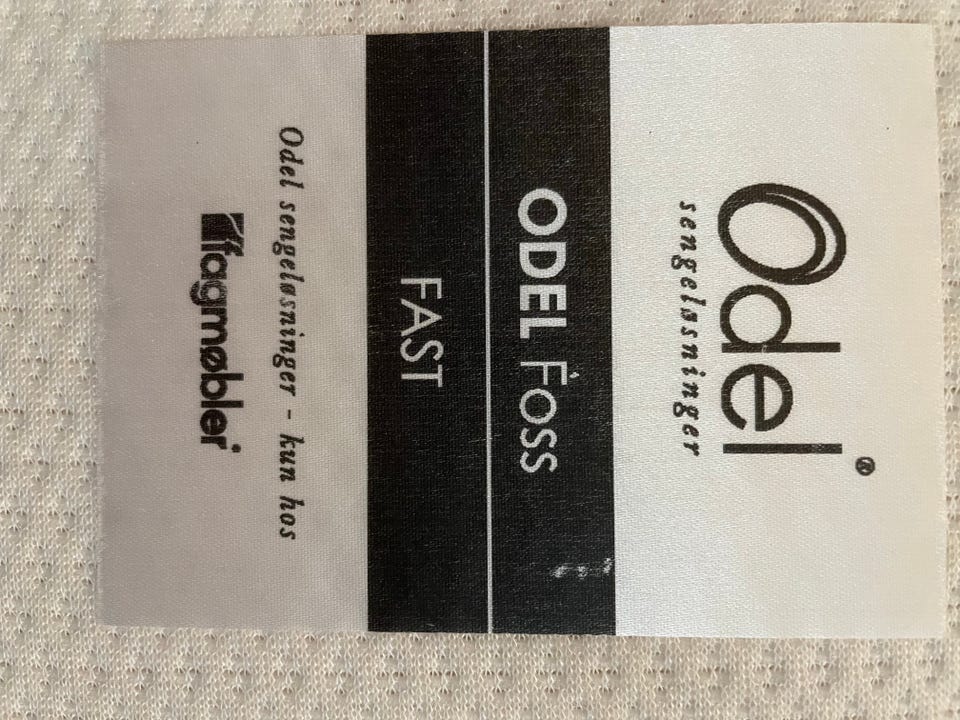 Odel®
sengeløsninger
ODEL FOSS
FAST
Odel sengeløsninger - kun hos
fagmøbler